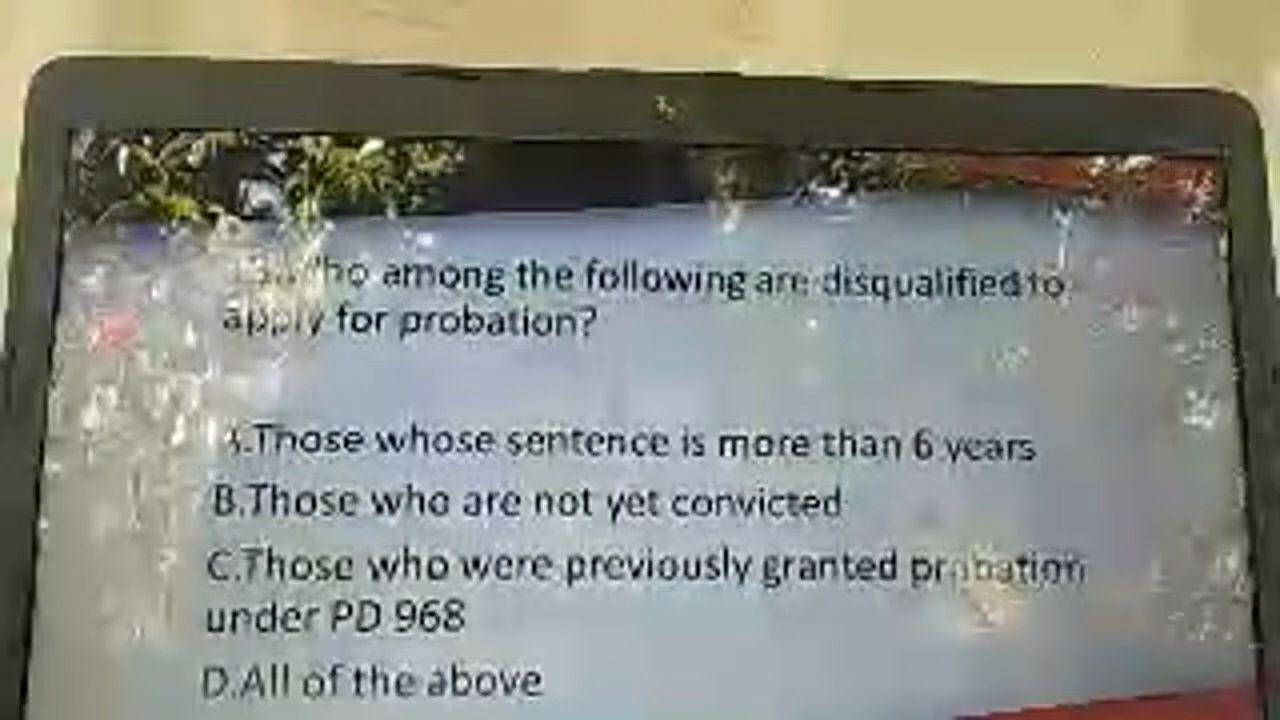 among the following are disqualified to
apply for probation?
A.Those whose sentence is more than 6 years
B.Those who are not yet convicted
C.Those who were previously granted probation
under PD 968
D.All of the above